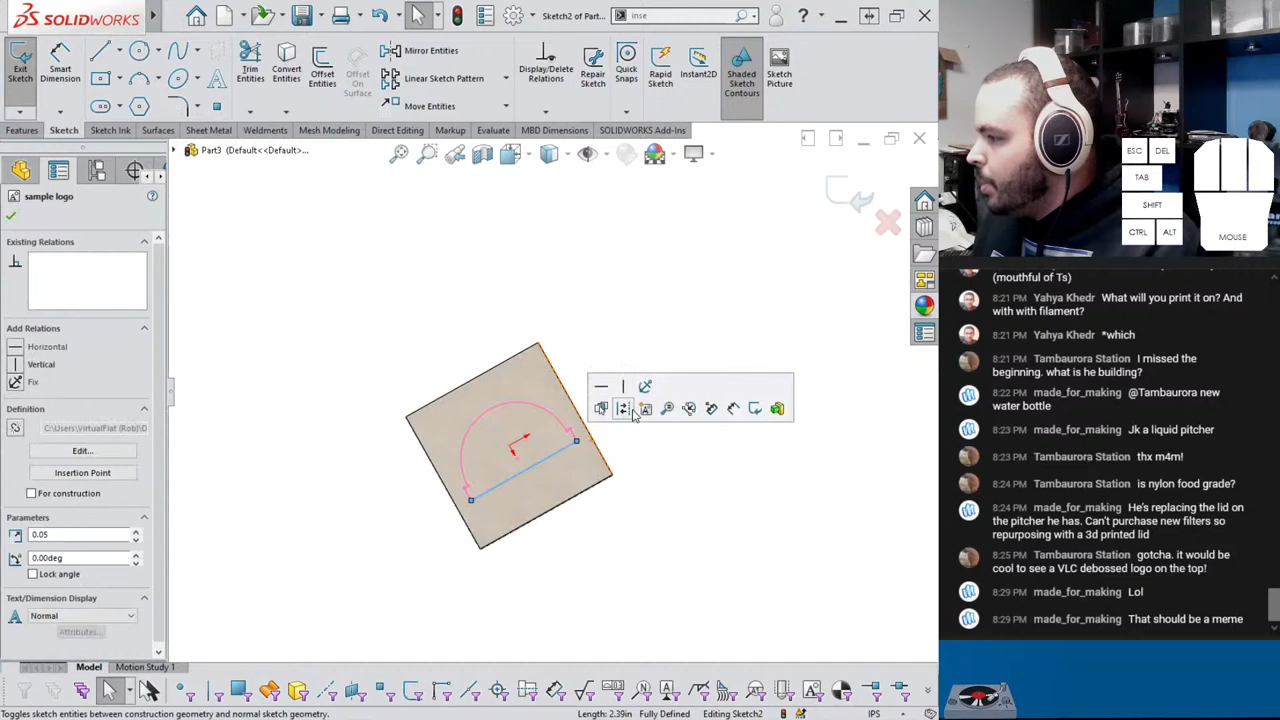 SOLIDWORKS
Sketch2 of Part...
inse
Exit Sketch
Smart Dimension
Trim Entities
Convert Entities
Offset Entities
Offset On Surface
Mirror Entities
Linear Sketch Pattern
Move Entities
Display/Delete Relations
Repair Sketch
Quick Snaps
Rapid Sketch
Instant2D
Shaded Sketch Contours
Sketch Picture
Features
Sketch
Sketch Ink
Surfaces
Sheet Metal
Weldments
Mesh Modeling
Direct Editing
Markup
Evaluate
MBD Dimensions
SOLIDWORKS Add-Ins
Part3 (Default<<Default>...
sample logo
Existing Relations
Add Relations
Horizontal
Vertical
Fix
Definition
C:\Users\VirtualFlat (Rob)\D
Edit...
Insertion Point
For construction
Parameters
0.05
0.00deg
Lock angle
Text/Dimension Display
Normal
Attributes...
Model
Motion Study 1
Toggles sketch entities between construction geometry and normal sketch geometry.
Length: 2.39in
Fully Defined
Editing Sketch2
IPS
ESC
DEL
TAB
SHIFT
CTRL
ALT
MOUSE
(mouthful of Ts)
8:21 PM Yahya Khedr What will you print it on? And
with with filament?
8:21 PM Yahya Khedr *which
8:21 PM Tambaurora Station I missed the
beginning. what is he building?
8:22 PM made_for_making @Tambaurora new
water bottle
8:23 PM made_for_making Jk a liquid pitcher
8:23 PM Tambaurora Station thx m4m!
8:24 PM Tambaurora Station is nylon food grade?
8:24 PM made_for_making He's replacing the lid on
the pitcher he has. Can't purchase new filters so
repurposing with a 3d printed lid
8:25 PM Tambaurora Station gotcha. it would be
cool to see a VLC debossed logo on the top!
8:29 PM made_for_making Lol
8:29 PM made_for_making That should be a meme